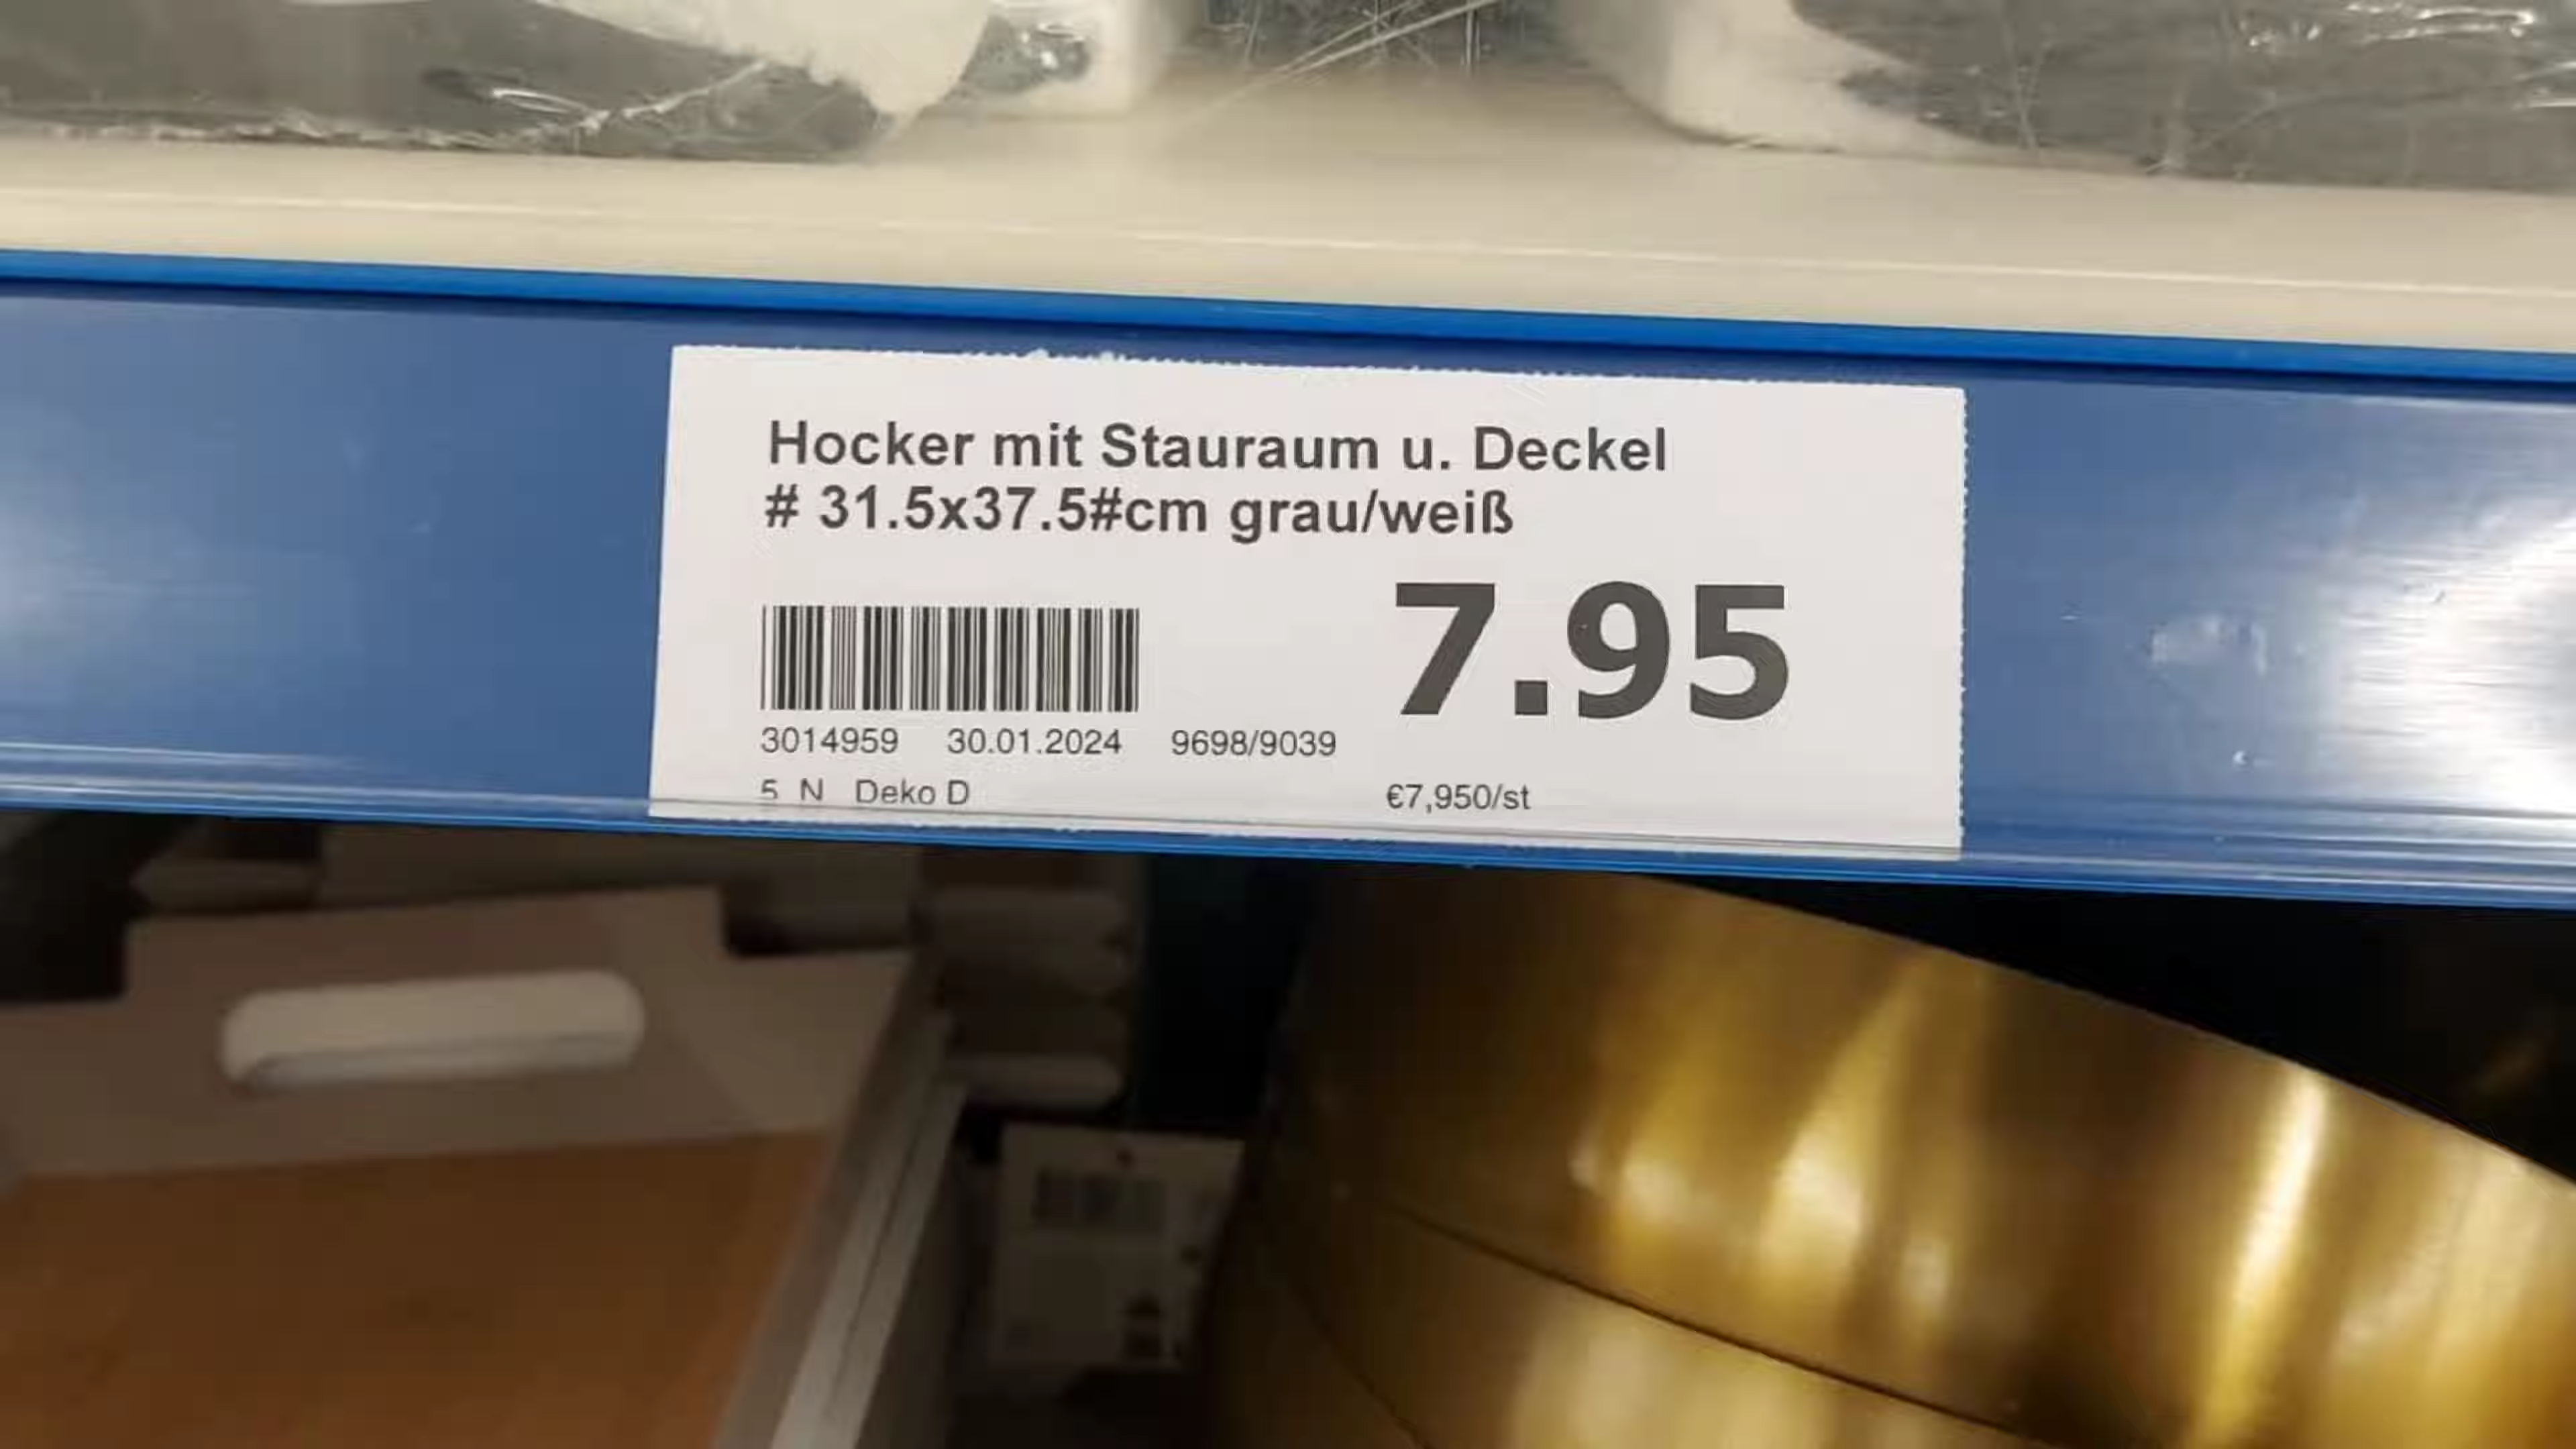 Hocker mit Stauraum u. Deckel
# 31.5x37.5#cm grau/weiß
7.95
3014959 30.01.2024 9698/9039
5 N Deko D €7,950/st